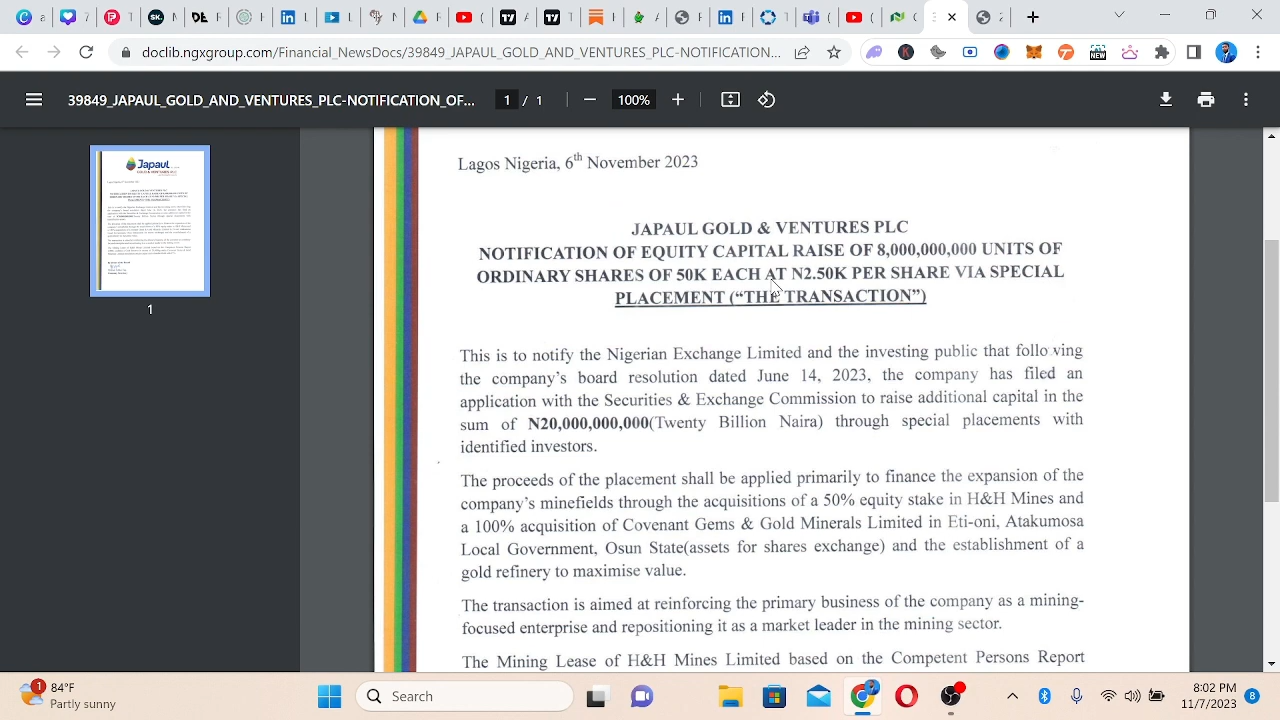 doclib.ngxgroup.com/Financial_NewsDocs/39849_JAPAUL_GOLD_AND_VENTURES_PLC-NOTIFICATION...
NEW
39849_JAPAUL_GOLD_AND_VENTURES_PLC-NOTIFICATION_OF...
1 / 1
100%
Japaul
GOLD & VENTURES PLC
1
Lagos Nigeria, 6th November 2023
JAPAUL GOLD & VENTURES PLC
NOTIFICATION OF EQUITY CAPITAL RAISE OF 8,000,000,000 UNITS OF
ORDINARY SHARES OF 50K EACH AT N2.50K PER SHARE VIA SPECIAL
PLACEMENT (“THE TRANSACTION”)
This is to notify the Nigerian Exchange Limited and the investing public that following
the company’s board resolution dated June 14, 2023, the company has filed an
application with the Securities & Exchange Commission to raise additional capital in the
sum of N20,000,000,000(Twenty Billion Naira) through special placements with
identified investors.
The proceeds of the placement shall be applied primarily to finance the expansion of the
company’s minefields through the acquisitions of a 50% equity stake in H&H Mines and
a 100% acquisition of Covenant Gems & Gold Minerals Limited in Eti-oni, Atakumosa
Local Government, Osun State(assets for shares exchange) and the establishment of a
gold refinery to maximise value.
The transaction is aimed at reinforcing the primary business of the company as a mining-
focused enterprise and repositioning it as a market leader in the mining sector.
The Mining Lease of H&H Mines Limited based on the Competent Persons Report
1
84°F
Partly sunny
Search
2
8:02 PM
11/7/2023
8